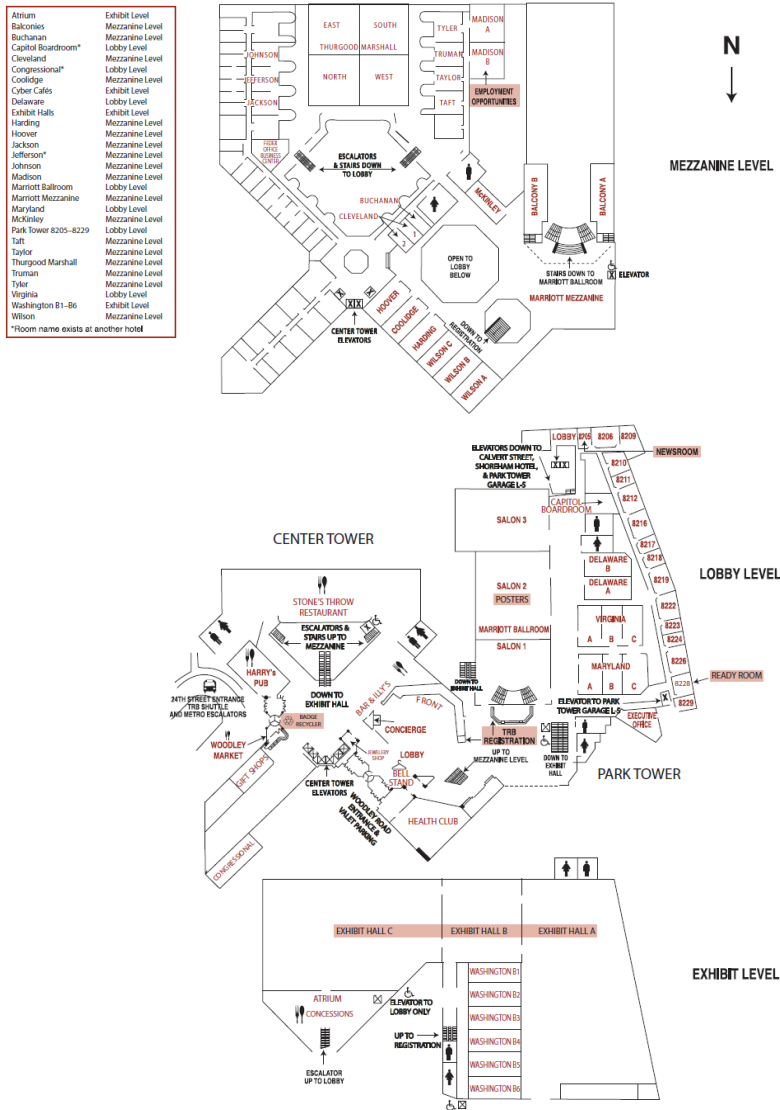 Atrium Exhibit Level
Balconies Mezzanine Level
Buchanan Mezzanine Level
Capitol Boardroom* Lobby Level
Cleveland Mezzanine Level
Congressional* Lobby Level
Coolidge Mezzanine Level
Cyber Cafés Exhibit Level
Delaware Lobby Level
Exhibit Halls Exhibit Level
Harding Mezzanine Level
Hoover Mezzanine Level
Jackson Mezzanine Level
Jefferson* Mezzanine Level
Johnson Mezzanine Level
Madison Mezzanine Level
Marriott Ballroom Lobby Level
Marriott Mezzanine Mezzanine Level
Maryland Lobby Level
McKinley Mezzanine Level
Park Tower 8205–8229 Lobby Level
Taft Mezzanine Level
Taylor Mezzanine Level
Thurgood Marshall Mezzanine Level
Truman Mezzanine Level
Tyler Mezzanine Level
Virginia Lobby Level
Washington B1–B6 Exhibit Level
Wilson Mezzanine Level
*Room name exists at another hotel
N
MEZZANINE LEVEL
EAST
SOUTH
THURGOOD MARSHALL
NORTH
WEST
JOHNSON
JEFFERSON
JACKSON
FEDEX
OFFICE
BUSINESS
CENTER
TYLER
TRUMAN
TAYLOR
TAFT
MADISON
A
MADISON
B
EMPLOYMENT
OPPORTUNITIES
ESCALATORS
& STAIRS DOWN
TO LOBBY
BUCHANAN
CLEVELAND
1
2
MCKINLEY
BALCONY B
BALCONY A
OPEN TO
LOBBY
BELOW
STAIRS DOWN TO
MARRIOTT BALLROOM
ELEVATOR
MARRIOTT MEZZANINE
CENTER TOWER
ELEVATORS
HOOVER
COOLIDGE
HARDING
WILSON C
WILSON B
WILSON A
DOWN TO
REGISTRATION
LOBBY LEVEL
CENTER TOWER
PARK TOWER
ELEVATORS DOWN TO
CALVERT STREET,
SHOREHAM HOTEL,
& PARK TOWER
GARAGE L-5
LOBBY
8205
8206
8209
NEWSROOM
8210
8211
8212
8216
8217
8218
8219
8222
8223
8224
8226
8228
8229
READY ROOM
CAPITOL
BOARDROOM
SALON 3
SALON 2
POSTERS
MARRIOTT BALLROOM
SALON 1
DELAWARE
B
DELAWARE
A
VIRGINIA
A B C
MARYLAND
A B C
ELEVATOR TO PARK
TOWER GARAGE L-5
EXECUTIVE
OFFICE
STONE'S THROW
RESTAURANT
ESCALATORS &
STAIRS UP TO
MEZZANINE
DOWN TO
EXHIBIT HALL
HARRY's
PUB
24TH STREET ENTRANCE
TRB SHUTTLE
AND METRO ESCALATORS
BADGE
RECYCLER
WOODLEY
MARKET
GIFT SHOPS
CONGRESSIONAL
CENTER TOWER
ELEVATORS
BAR & JILLY'S
FRONT
CONCIERGE
JEWELERY
SHOP
LOBBY
BELL
STAND
WOODLEY ROAD
ENTRANCE &
VALET PARKING
HEALTH CLUB
DOWN TO
EXHIBIT HALL
TRB
REGISTRATION
UP TO
MEZZANINE LEVEL
DOWN TO
EXHIBIT
HALL
EXHIBIT LEVEL
EXHIBIT HALL C
EXHIBIT HALL B
EXHIBIT HALL A
WASHINGTON B1
WASHINGTON B2
WASHINGTON B3
WASHINGTON B4
WASHINGTON B5
WASHINGTON B6
ATRIUM
CONCESSIONS
ELEVATOR TO
LOBBY ONLY
UP TO
REGISTRATION
ESCALATOR
UP TO LOBBY